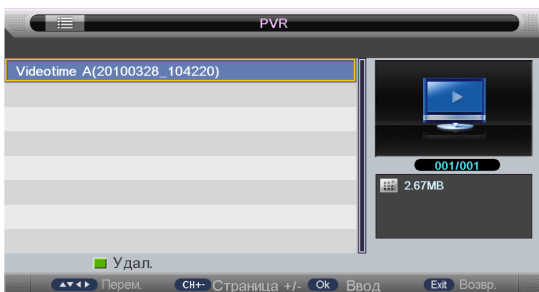 PVR
Videotime A(20100328_104220)
001/001
2.67MB
Удал.
Перем. CH+- Страница +/- Ok Ввод Exit Возвр.